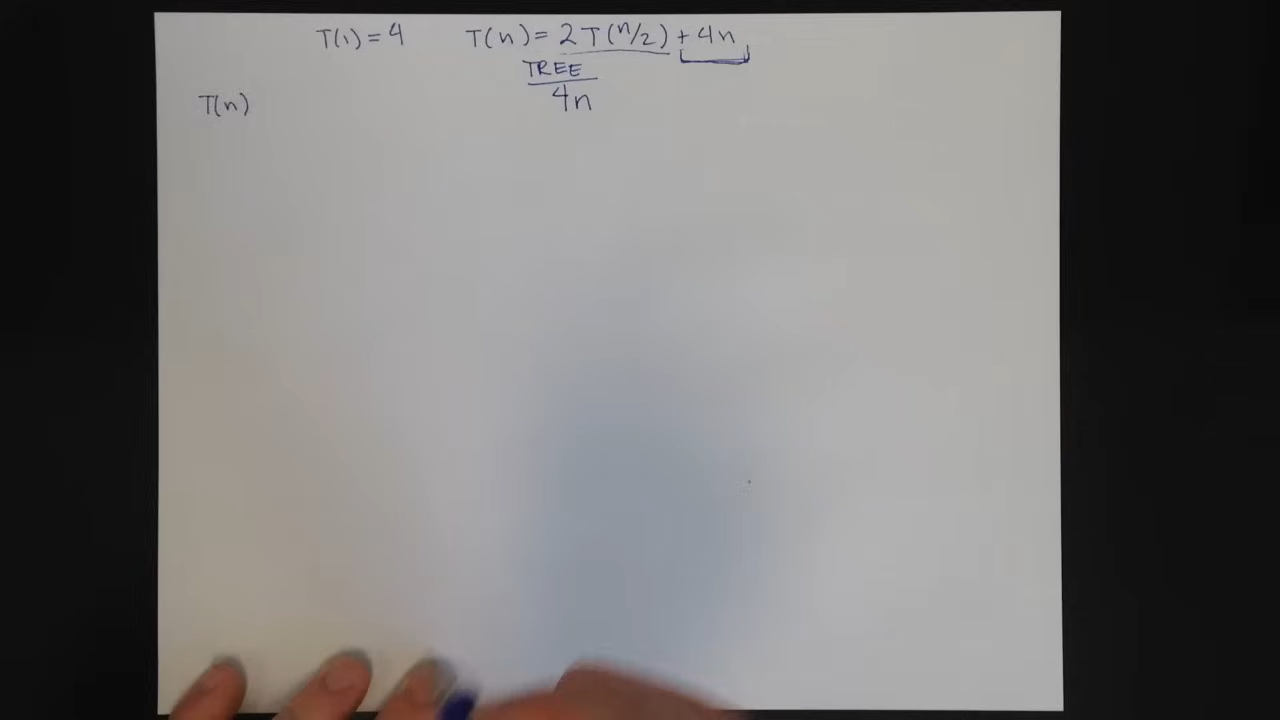 T(1) = 4 T(n) = 2T(n/2) + 4n
TREE
T(n) 4n